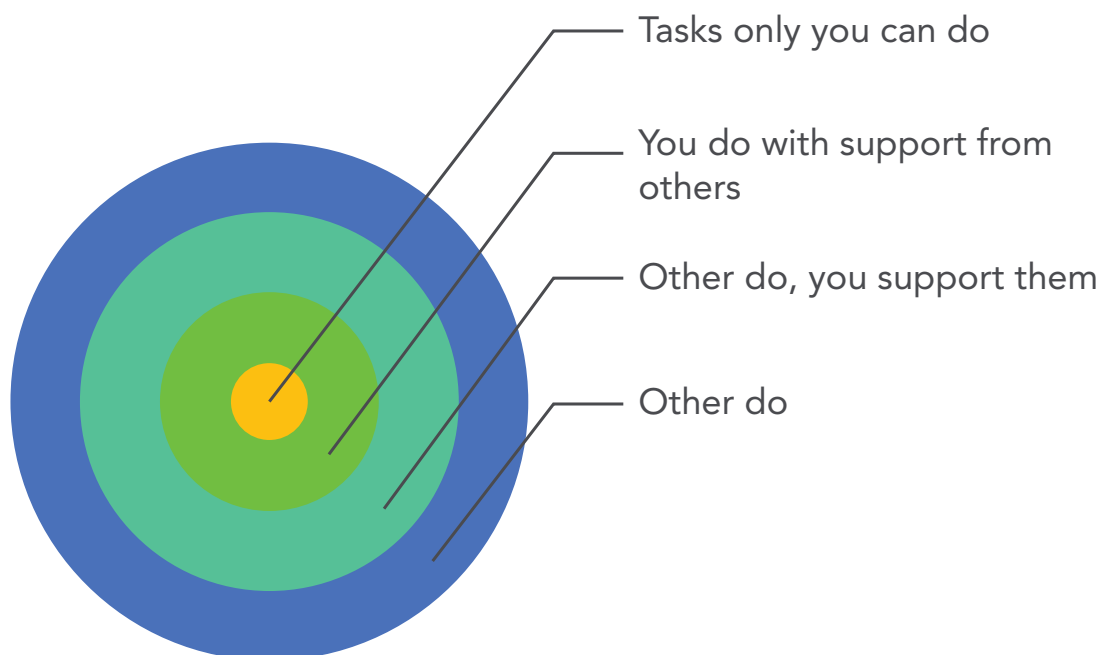 Tasks only you can do
You do with support from
others
Other do, you support them
Other do